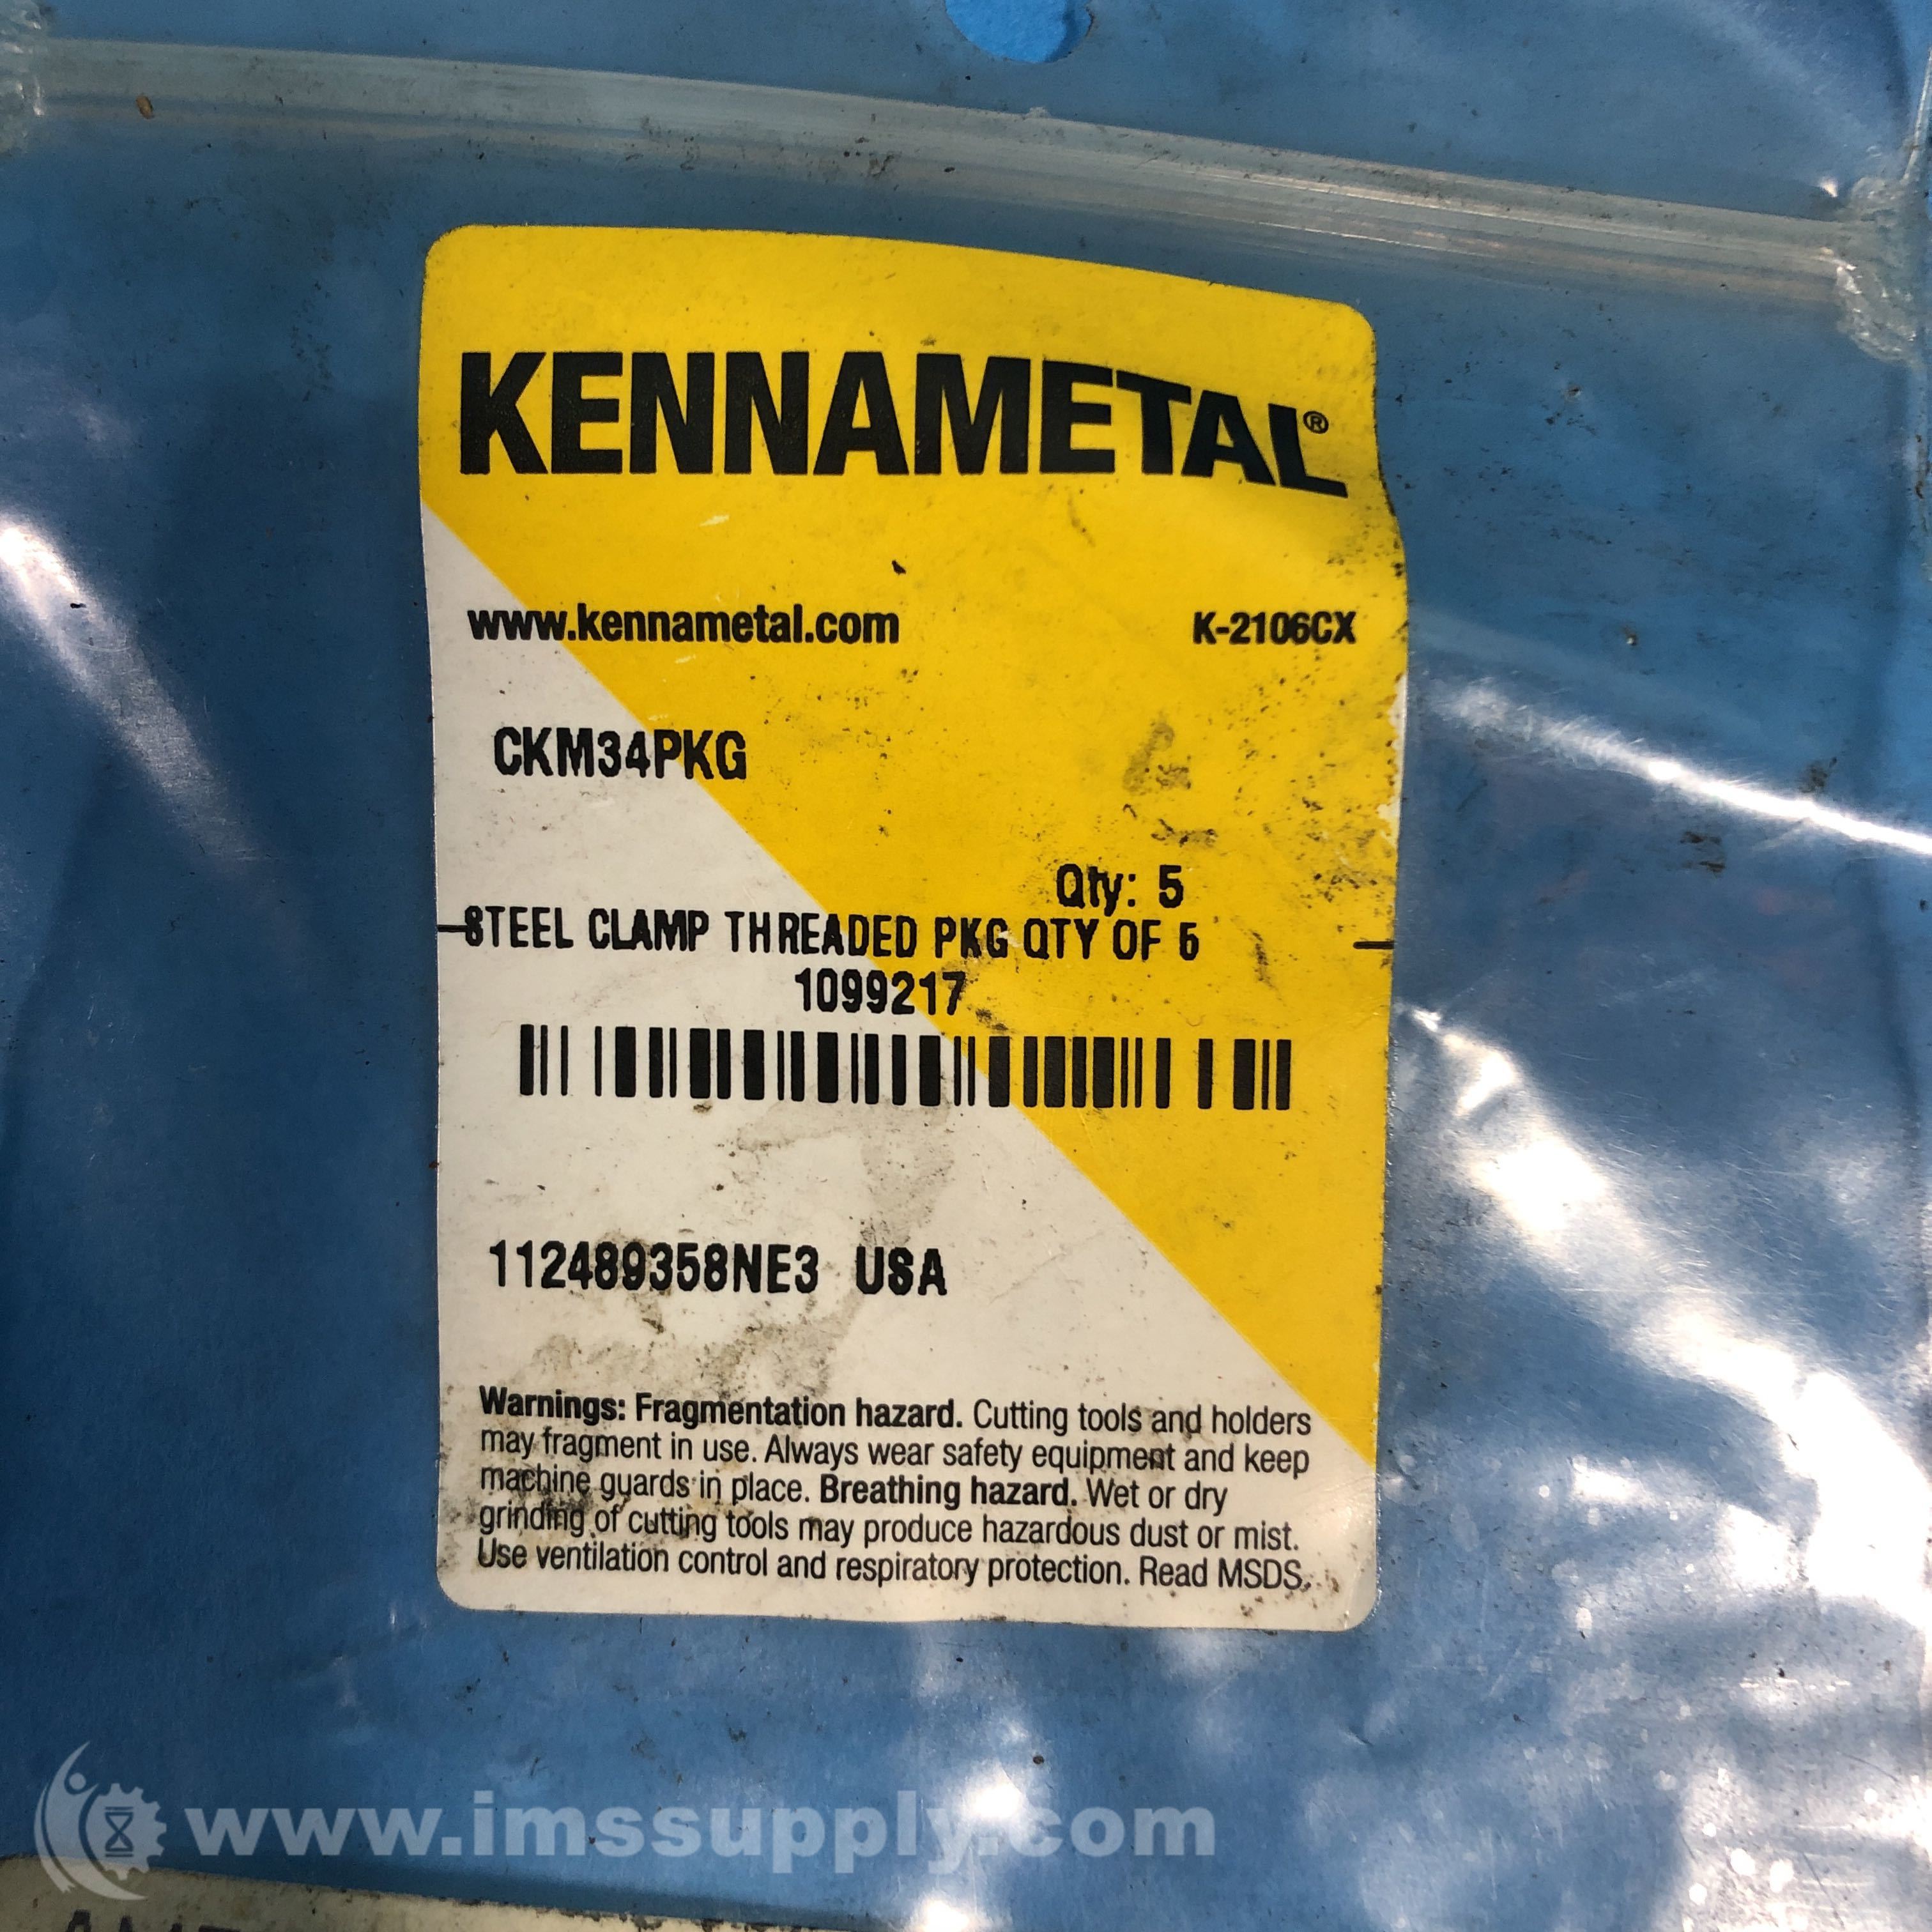 KENNAMETAL®
www.kennametal.com K-2106CX
CKM34PKG
Qty: 5
STEEL CLAMP THREADED PKG QTY OF 5
1099217
112489358NE3 USA
Warnings: Fragmentation hazard. Cutting tools and holders
may fragment in use. Always wear safety equipment and keep
machine guards in place. Breathing hazard. Wet or dry
grinding of cutting tools may produce hazardous dust or mist.
Use ventilation control and respiratory protection. Read MSDS.
www.imssupply.com